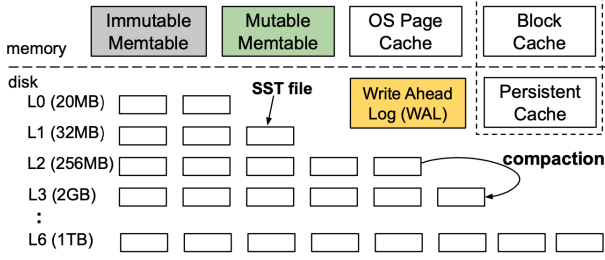 Immutable
Memtable
Mutable
Memtable
OS Page
Cache
Block
Cache
memory
disk
SST file
Write Ahead
Log (WAL)
Persistent
Cache
L0 (20MB)
L1 (32MB)
L2 (256MB)
compaction
L3 (2GB)
:
L6 (1TB)